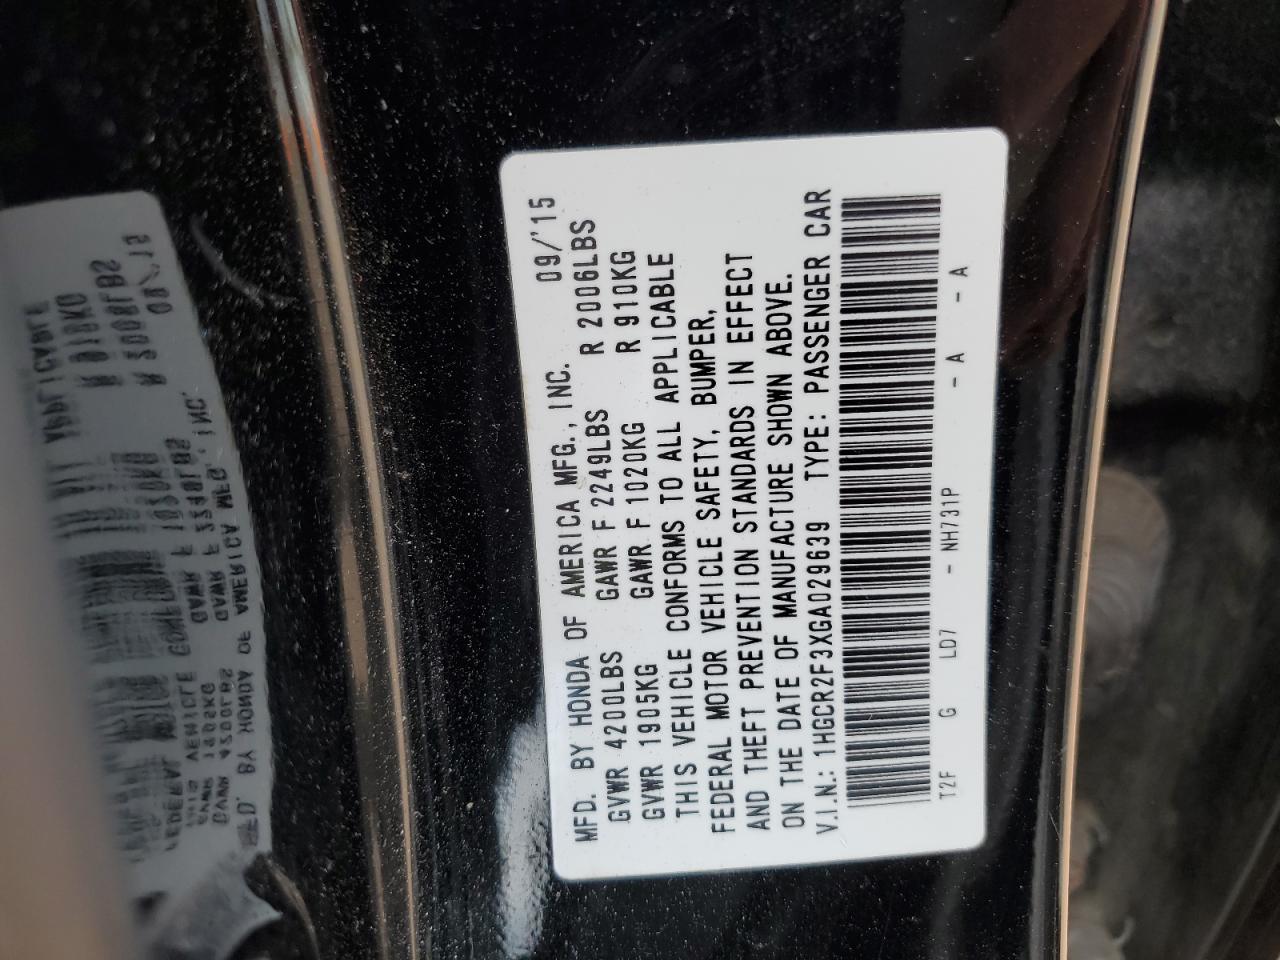 MFD. BY HONDA OF AMERICA MFG., INC. 09/'15
GVWR 4200LBS GAWR F 2249LBS R 2006LBS
GVWR 1905KG GAWR F 1020KG R 910KG
THIS VEHICLE CONFORMS TO ALL APPLICABLE
FEDERAL MOTOR VEHICLE SAFETY, BUMPER,
AND THEFT PREVENTION STANDARDS IN EFFECT
ON THE DATE OF MANUFACTURE SHOWN ABOVE.
V.I.N.: 1HGCR2F3XGA029639 TYPE: PASSENGER CAR
T2F G LD7 - NH731P - A - A